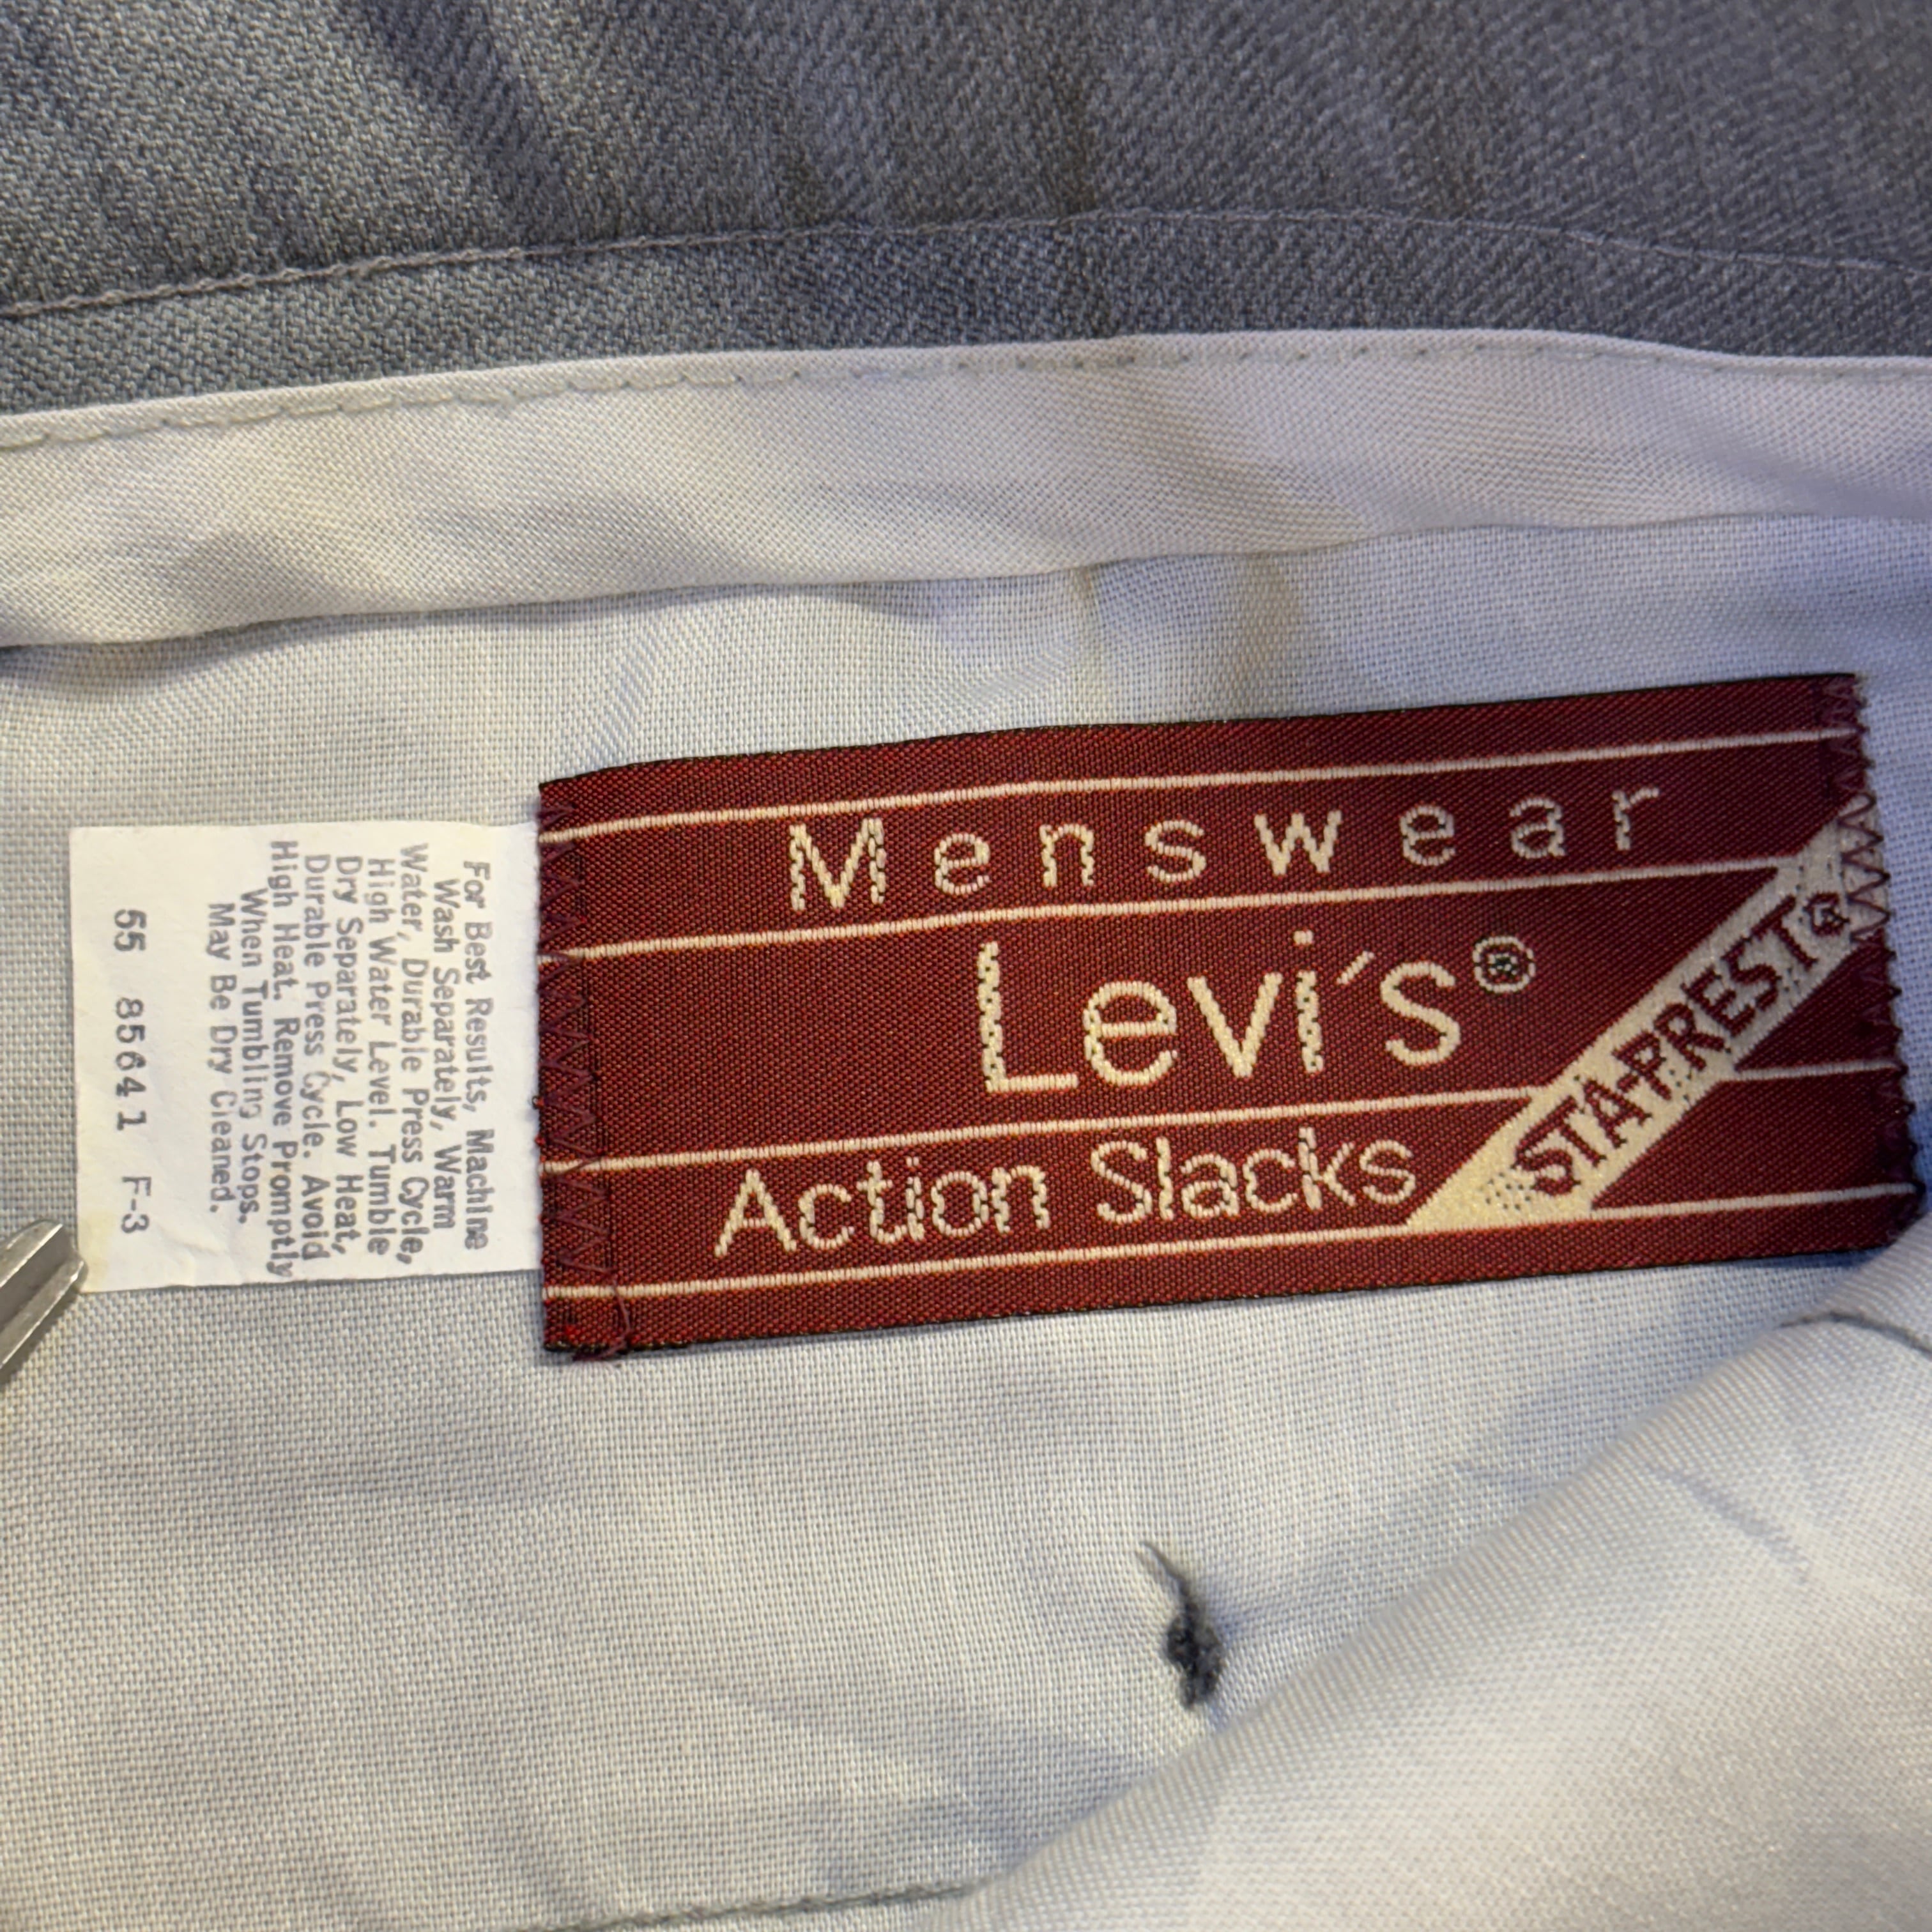 Menswear
Levi's®
Action Slacks
STA-PREST®
For Best Results, Machine
Wash Separately, Warm
Water, Durable Press Cycle,
High Water Level. Tumble
Dry Separately, Low Heat,
Durable Press Cycle. Avoid
High Heat. Remove Promptly
When Tumbling Stops.
May Be Dry Cleaned.
55 85641 F-3